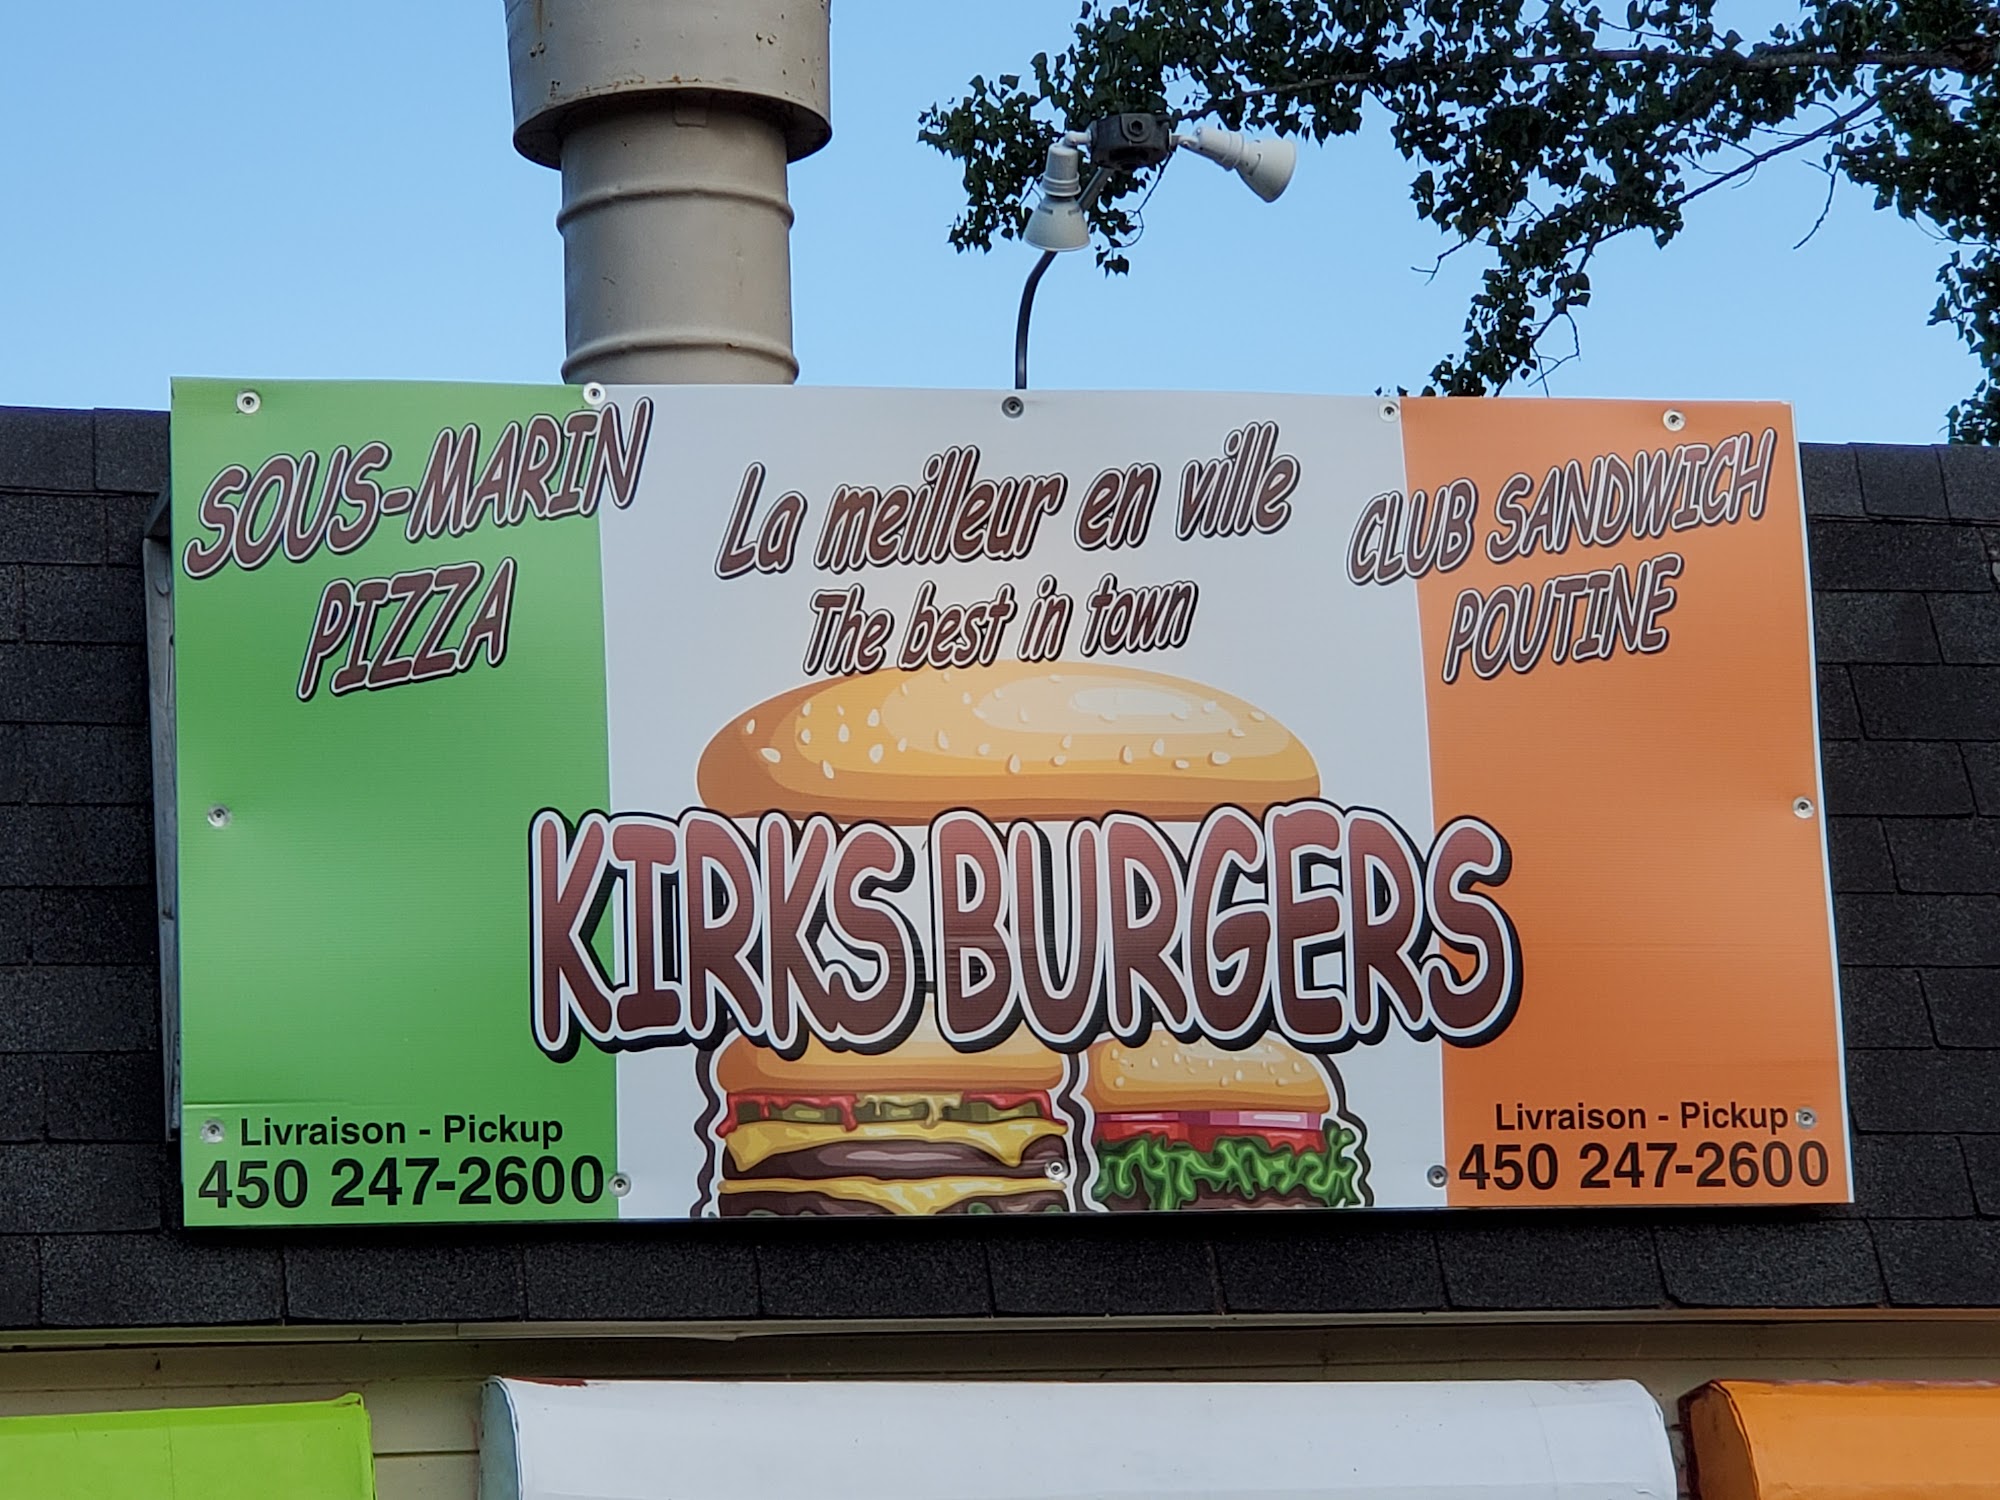 SOUS-MARIN
PIZZA
La meilleur en ville
The best in town
CLUB SANDWICH
POUTINE
KIRKS BURGERS
Livraison - Pickup
450 247-2600
Livraison - Pickup
450 247-2600